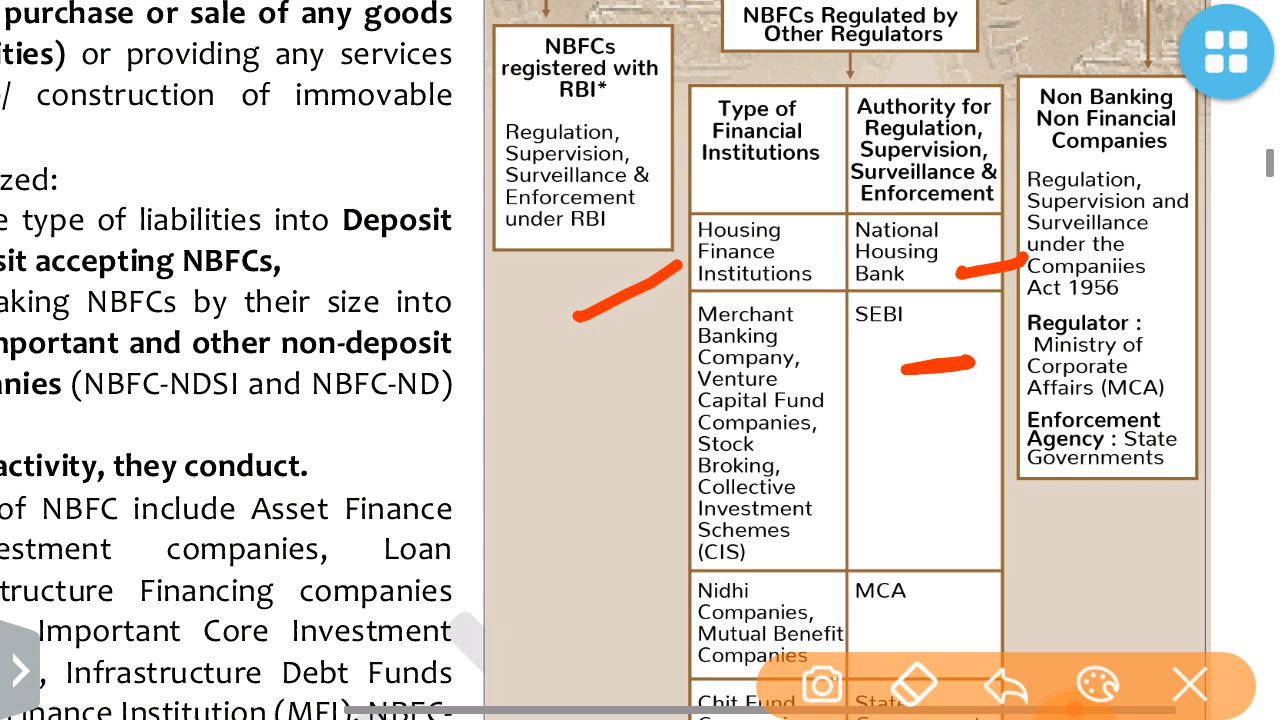 purchase or sale of any goods
ities) or providing any services
/ construction of immovable
zed:
e type of liabilities into Deposit
sit accepting NBFCs,
aking NBFCs by their size into
mportant and other non-deposit
anies (NBFC-NDSI and NBFC-ND)
activity, they conduct.
of NBFC include Asset Finance
estment companies, Loan
tructure Financing companies
Important Core Investment
, Infrastructure Debt Funds
inance Institution (MFI), NBFC-
NBFCs
registered with
RBI*
Regulation,
Supervision,
Surveillance &
Enforcement
under RBI
NBFCs Regulated by
Other Regulators
Type of
Financial
Institutions
Authority for
Regulation,
Supervision,
Surveillance &
Enforcement
Housing
Finance
Institutions
National
Housing
Bank
Merchant
Banking
Company,
Venture
Capital Fund
Companies,
Stock
Broking,
Collective
Investment
Schemes
(CIS)
SEBI
Nidhi
Companies,
Mutual Benefit
Companies
MCA
Chit Fund
State
Non Banking
Non Financial
Companies
Regulation,
Supervision and
Surveillance
under the
Companiies
Act 1956
Regulator :
Ministry of
Corporate
Affairs (MCA)
Enforcement
Agency : State
Governments